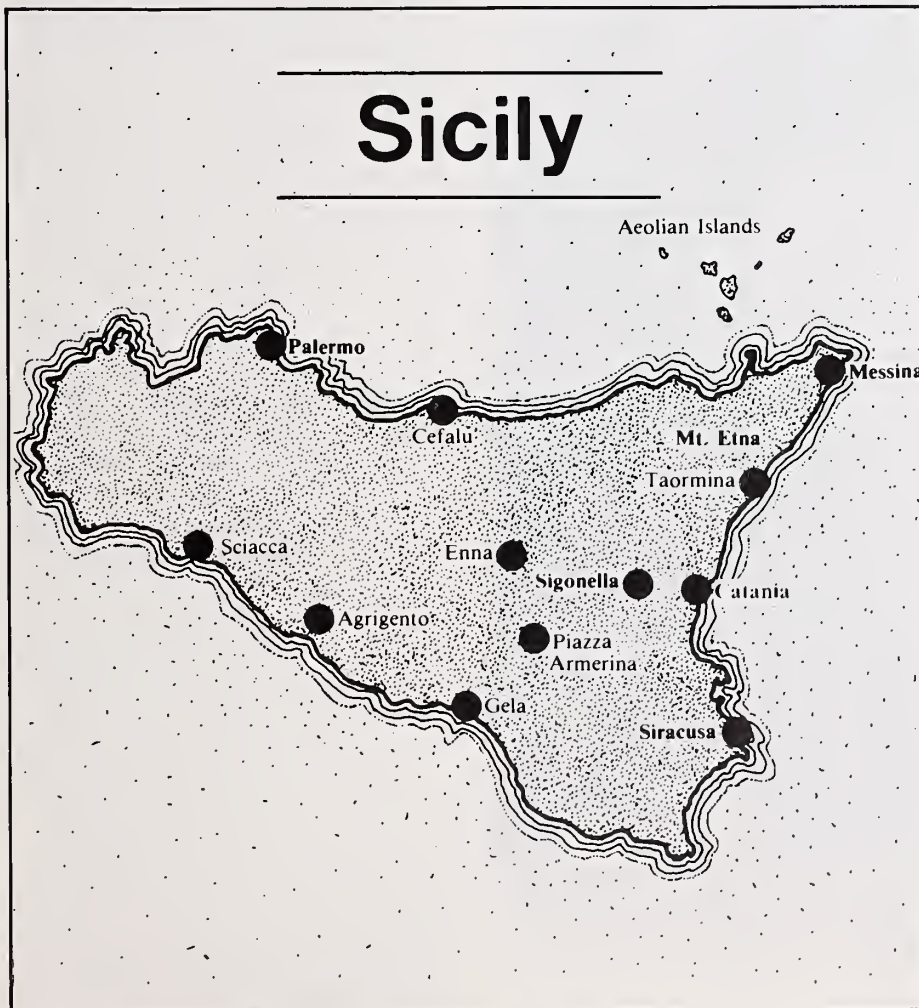 Sicily
Aeolian Islands
Palermo
Messina
Cefalu
Mt. Etna
Taormina
Sciacca
Enna
Sigonella
Catania
Agrigento
Piazza
Armerina
Gela
Siracusa